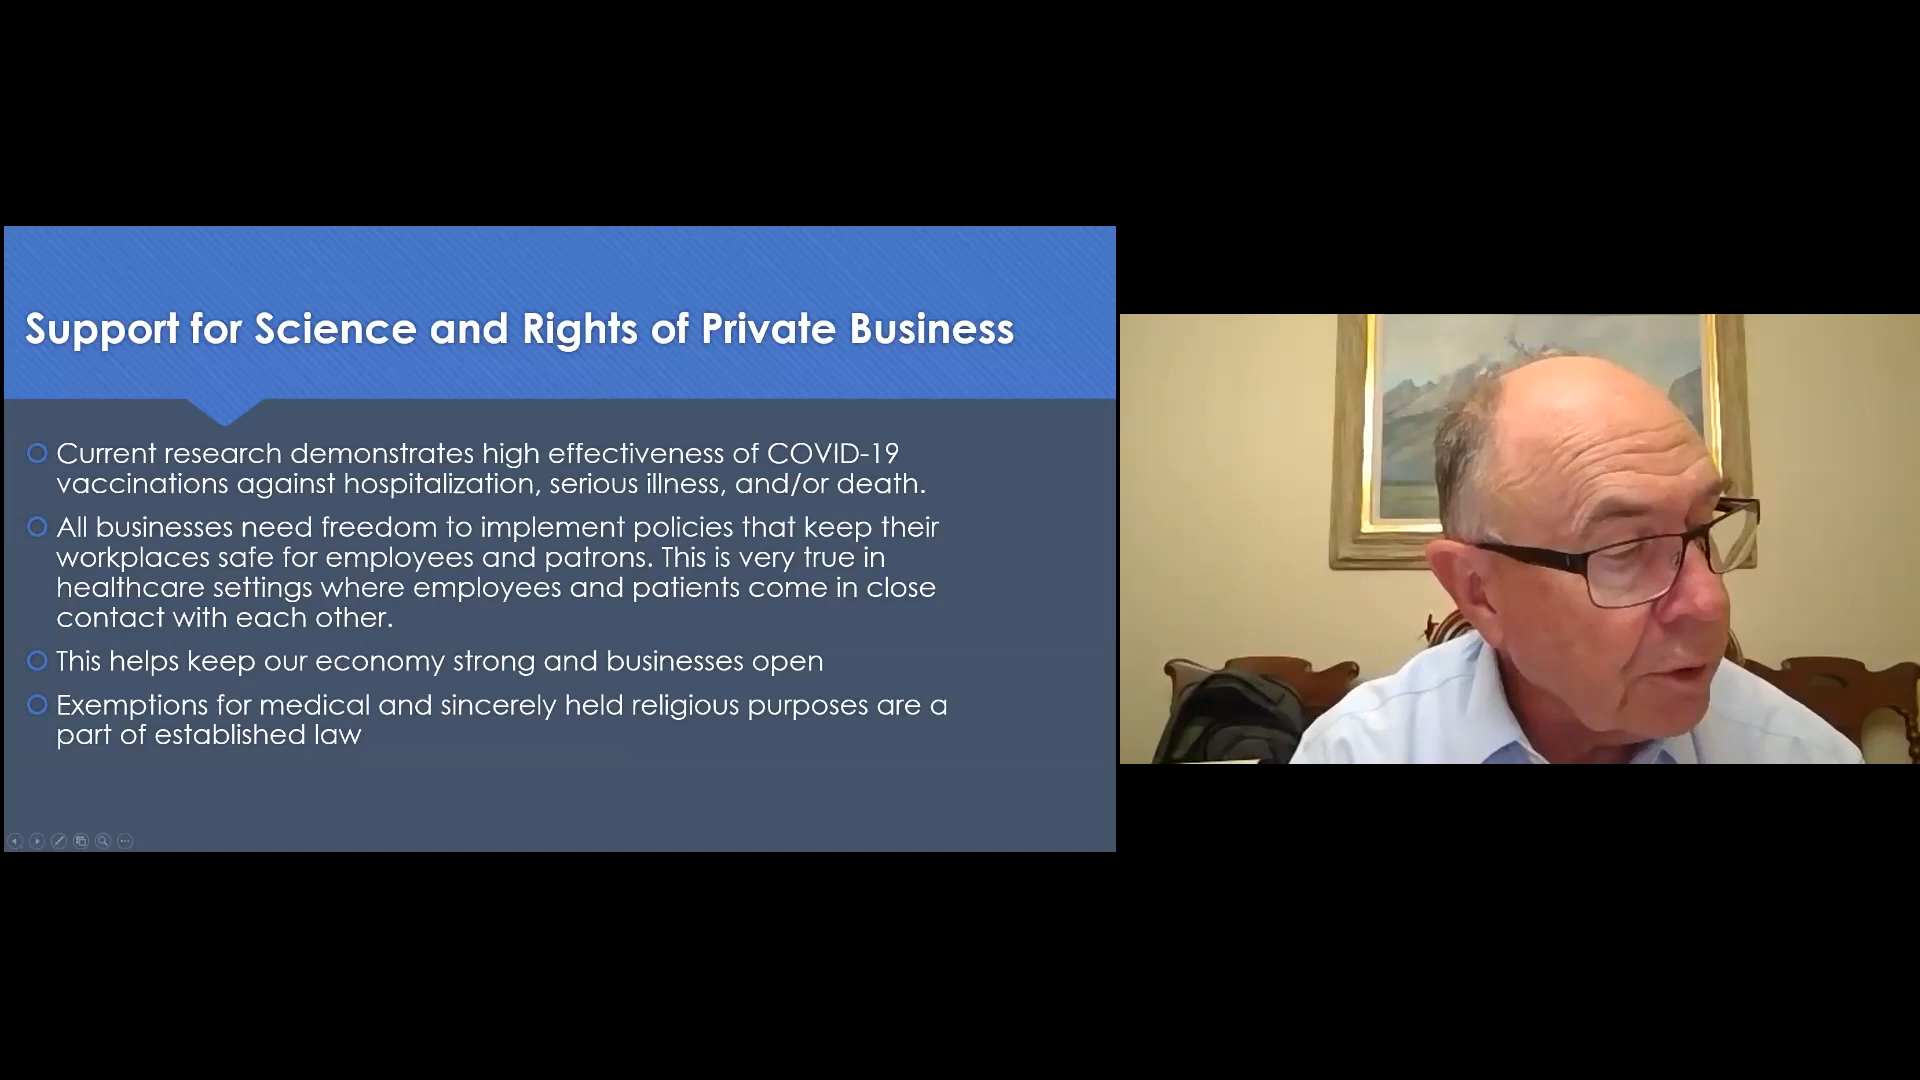 Support for Science and Rights of Private Business
Current research demonstrates high effectiveness of COVID-19
vaccinations against hospitalization, serious illness, and/or death.
All businesses need freedom to implement policies that keep their
workplaces safe for employees and patrons. This is very true in
healthcare settings where employees and patients come in close
contact with each other.
This helps keep our economy strong and businesses open
Exemptions for medical and sincerely held religious purposes are a
part of established law